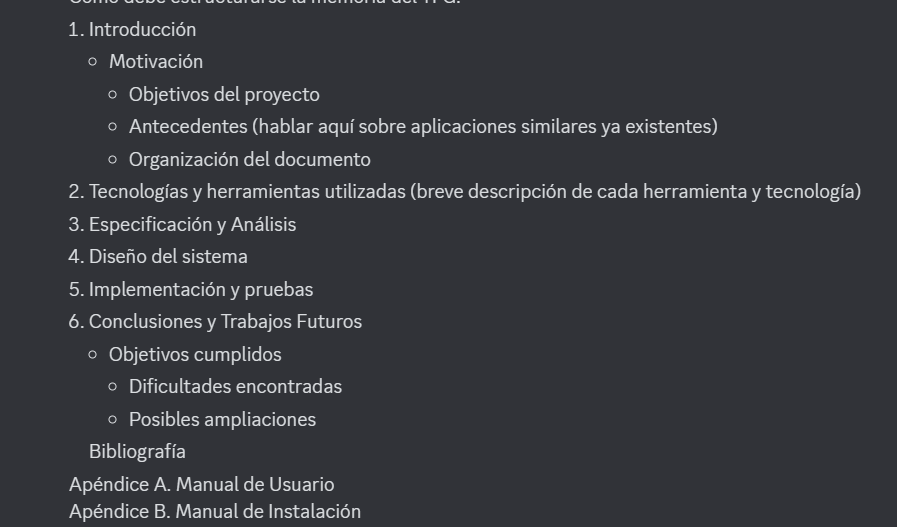 Cómo debe estructurarse la memoria del TFG:
1. Introducción
◦ Motivación
◦ Objetivos del proyecto
◦ Antecedentes (hablar aquí sobre aplicaciones similares ya existentes)
◦ Organización del documento
2. Tecnologías y herramientas utilizadas (breve descripción de cada herramienta y tecnología)
3. Especificación y Análisis
4. Diseño del sistema
5. Implementación y pruebas
6. Conclusiones y Trabajos Futuros
◦ Objetivos cumplidos
◦ Dificultades encontradas
◦ Posibles ampliaciones
Bibliografía
Apéndice A. Manual de Usuario
Apéndice B. Manual de Instalación